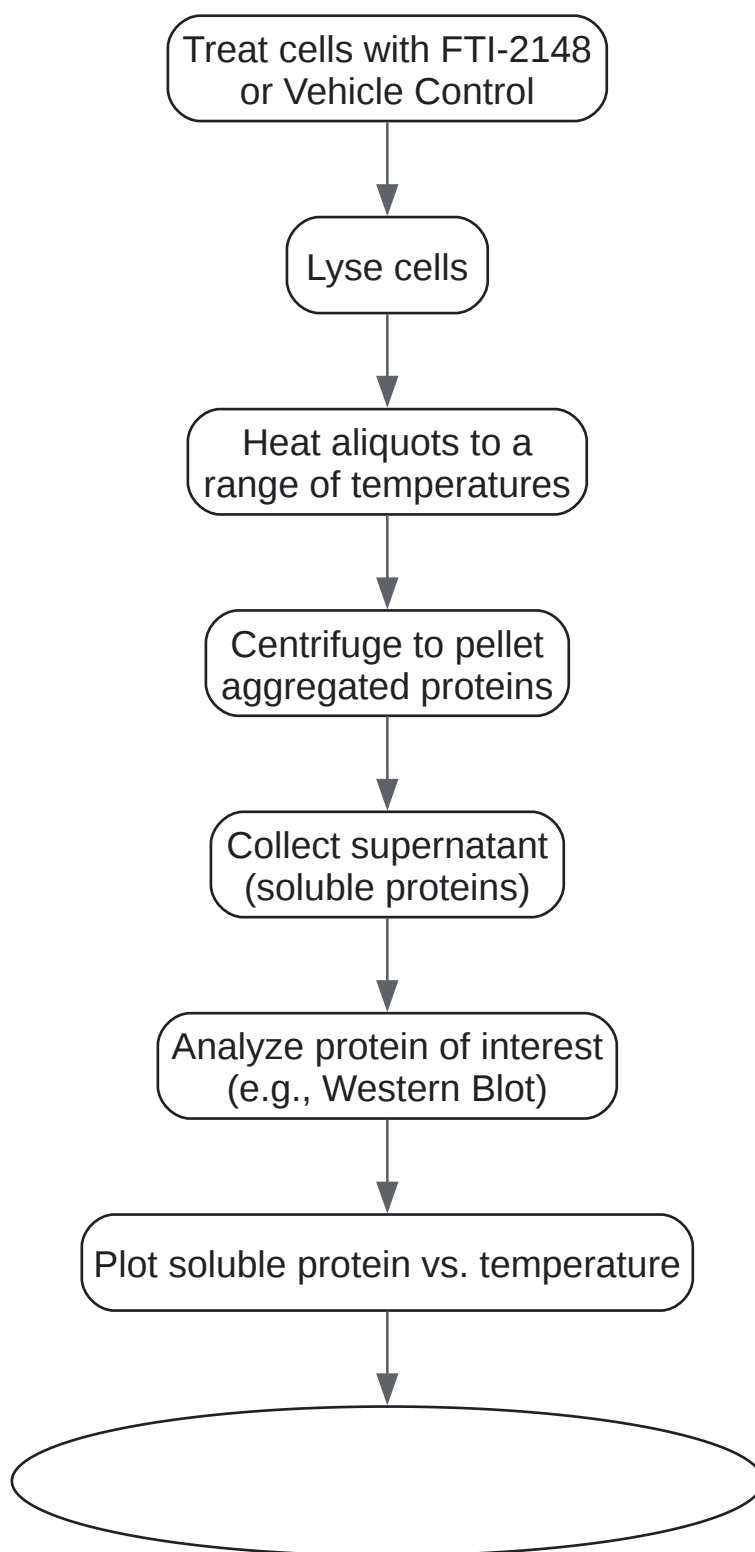 Treat cells with FTI-2148
or Vehicle Control
Lyse cells
Heat aliquots to a
range of temperatures
Centrifuge to pellet
aggregated proteins
Collect supernatant
(soluble proteins)
Analyze protein of interest
(e.g., Western Blot)
Plot soluble protein vs. temperature